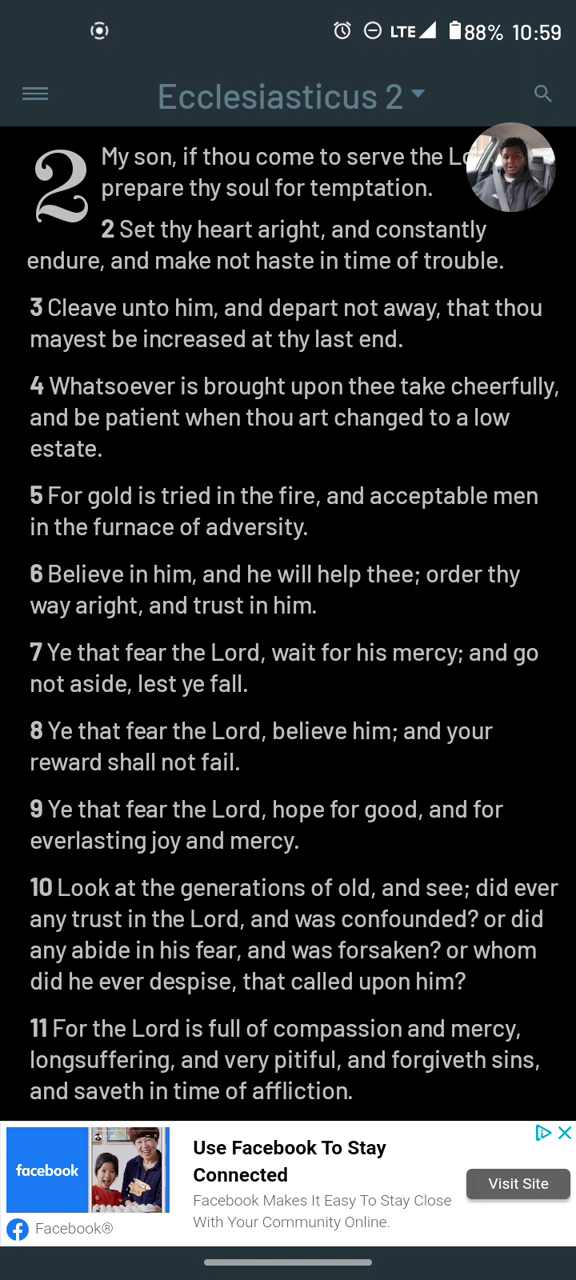 LTE 88% 10:59
Ecclesiasticus 2
2 My son, if thou come to serve the
prepare thy soul for temptation.
2 Set thy heart aright, and constantly
endure, and make not haste in time of trouble.
3 Cleave unto him, and depart not away, that thou
mayest be increased at thy last end.
4 Whatsoever is brought upon thee take cheerfully,
and be patient when thou art changed to a low
estate.
5 For gold is tried in the fire, and acceptable men
in the furnace of adversity.
6 Believe in him, and he will help thee; order thy
way aright, and trust in him.
7 Ye that fear the Lord, wait for his mercy; and go
not aside, lest ye fall.
8 Ye that fear the Lord, believe him; and your
reward shall not fail.
9 Ye that fear the Lord, hope for good, and for
everlasting joy and mercy.
10 Look at the generations of old, and see; did ever
any trust in the Lord, and was confounded? or did
any abide in his fear, and was forsaken? or whom
did he ever despise, that called upon him?
11 For the Lord is full of compassion and mercy,
longsuffering, and very pitiful, and forgiveth sins,
and saveth in time of affliction.
facebook
Use Facebook To Stay
Connected
Facebook Makes It Easy To Stay Close
With Your Community Online.
Visit Site
Facebook®